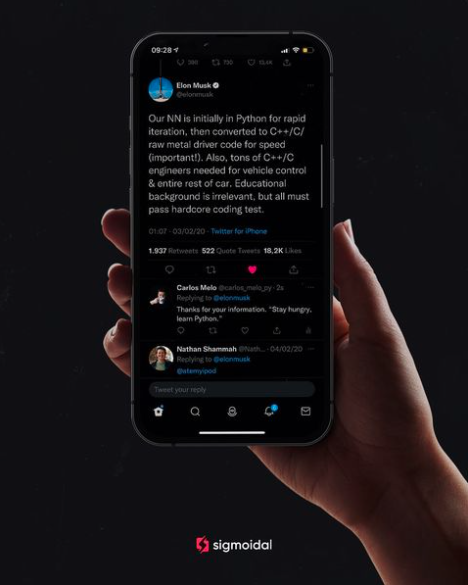 09:28
386 730 10,4K
Elon Musk
@elonmusk
Our NN is initially in Python for rapid
iteration, then converted to C++/C/
raw metal driver code for speed
(important!). Also, tons of C++/C
engineers needed for vehicle control
& entire rest of car. Educational
background is irrelevant, but all must
pass hardcore coding test.
01:07 · 03/02/20 · Twitter for iPhone
1.937 Retweets 522 Quote Tweets 18,2K Likes
Carlos Melo @carlos_melo_py · 2s
Replying to @elonmusk
Thanks for your information. "Stay hungry,
learn Python."
Nathan Shammah @Nath... · 04/02/20
Replying to @elonmusk
@alemyipod
Tweet your reply
sigmoidal